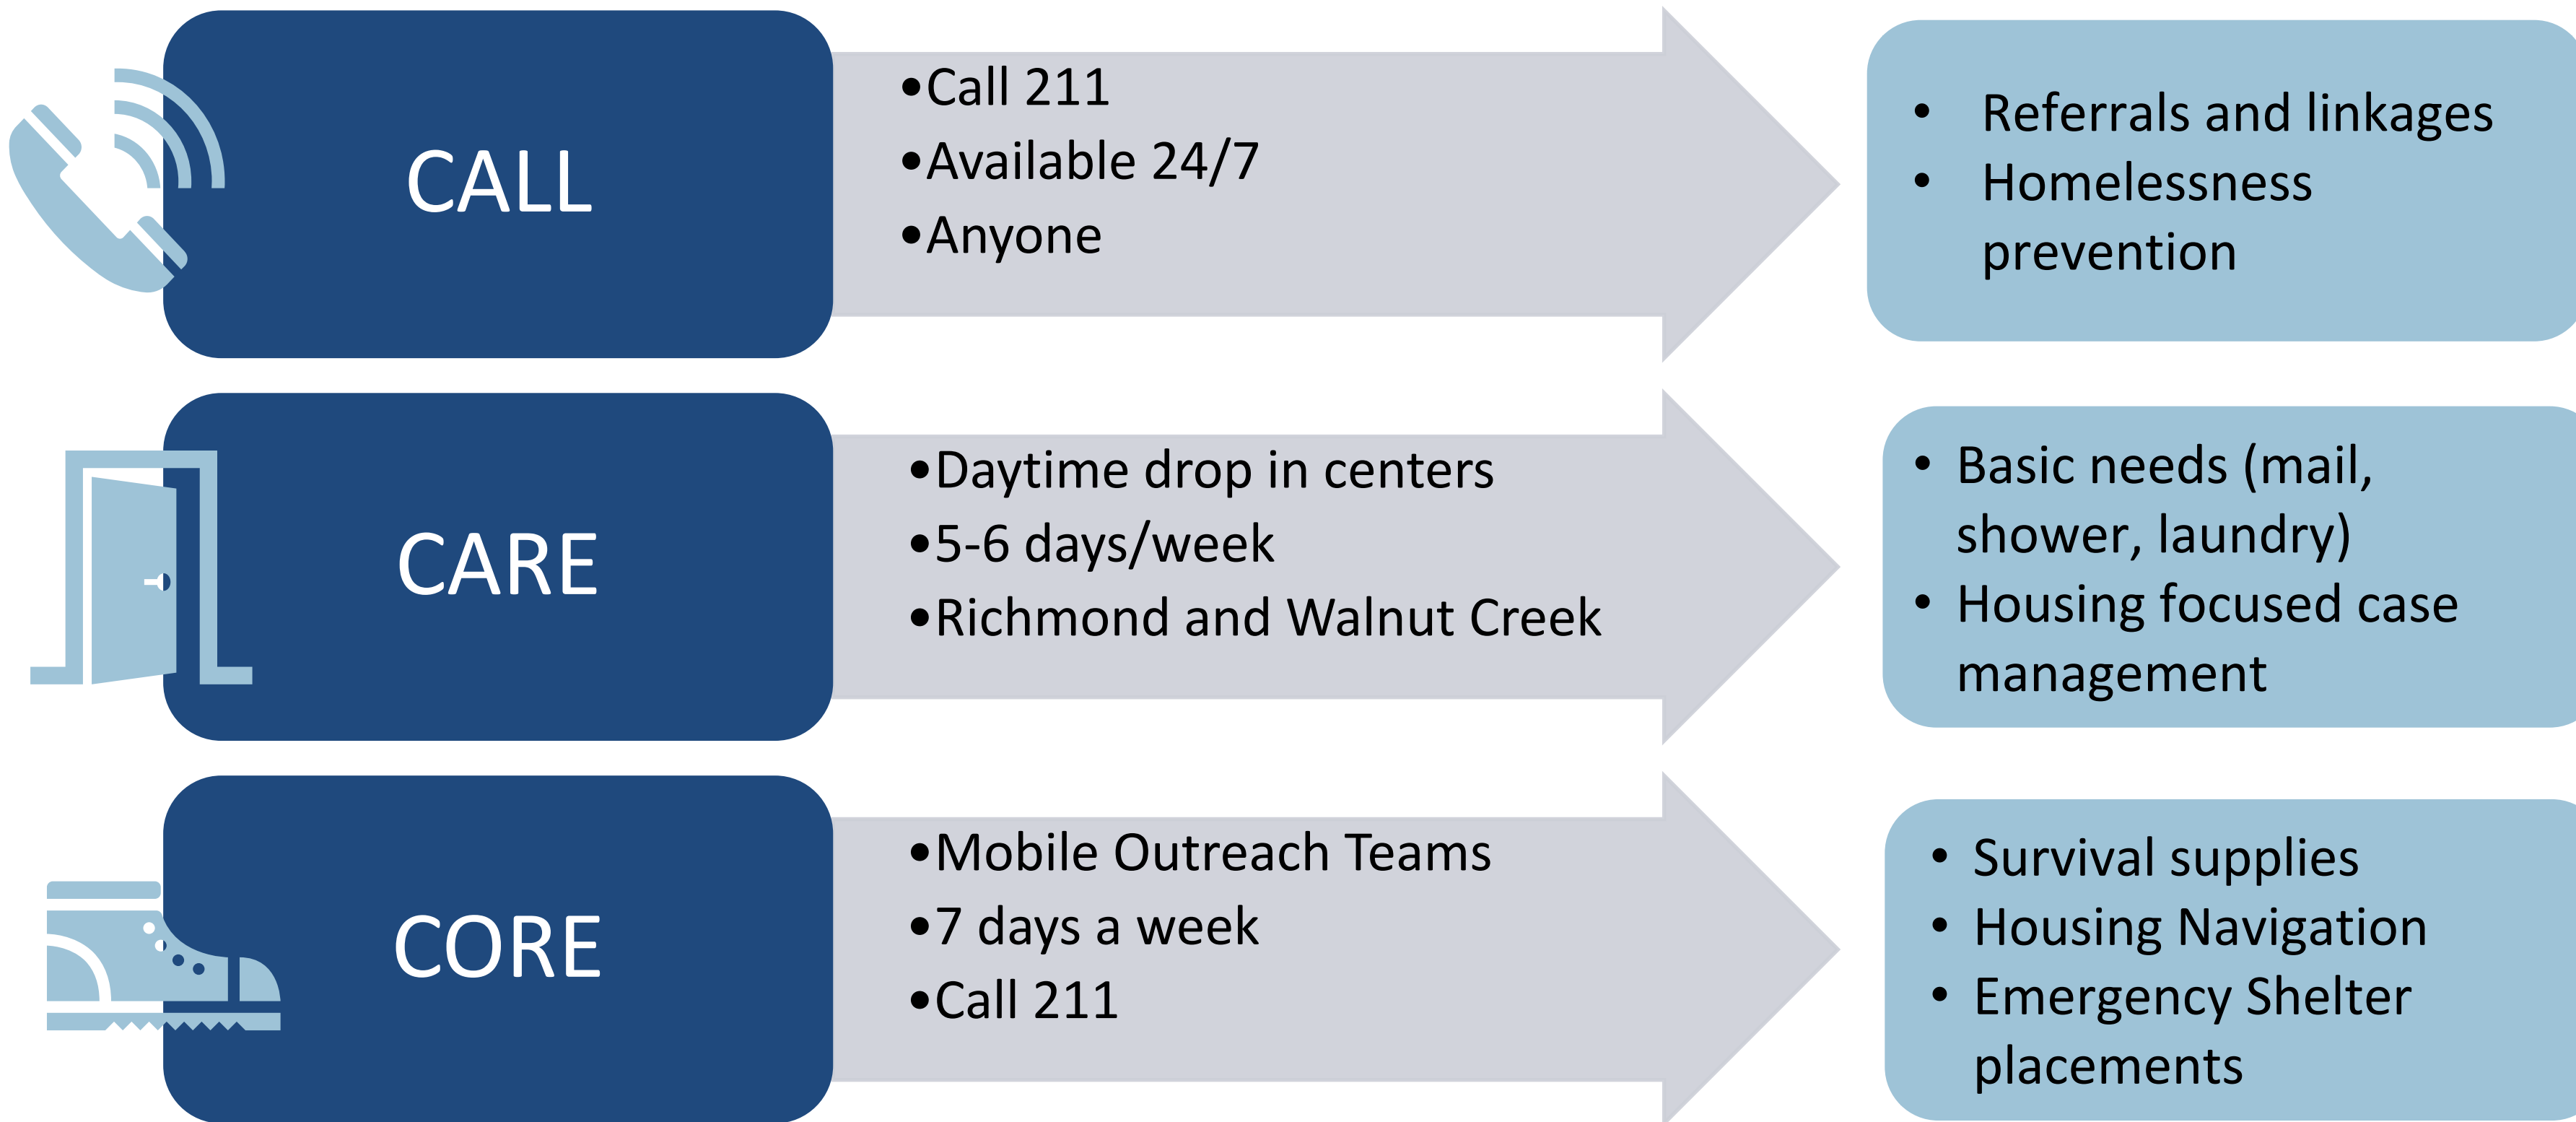 CALL
•Call 211
•Available 24/7
•Anyone
• Referrals and linkages
• Homelessness
prevention
CARE
•Daytime drop in centers
•5-6 days/week
•Richmond and Walnut Creek
• Basic needs (mail,
shower, laundry)
• Housing focused case
management
CORE
•Mobile Outreach Teams
•7 days a week
•Call 211
• Survival supplies
• Housing Navigation
• Emergency Shelter
placements